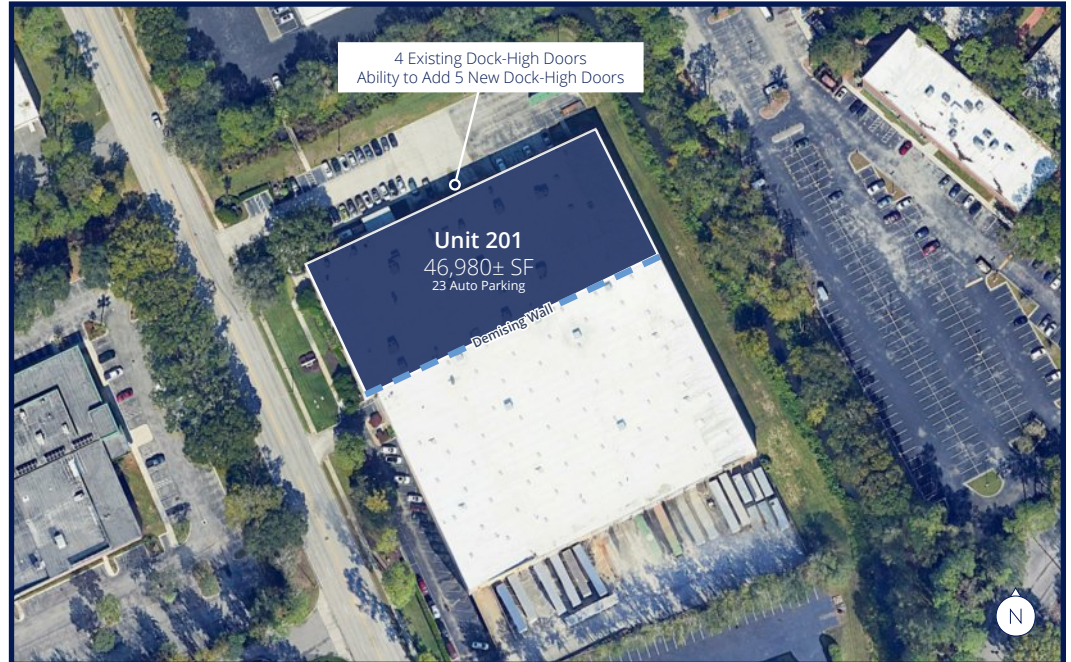 4 Existing Dock-High Doors
Ability to Add 5 New Dock-High Doors
Unit 201
46,980± SF
23 Auto Parking
Demising Wall
N